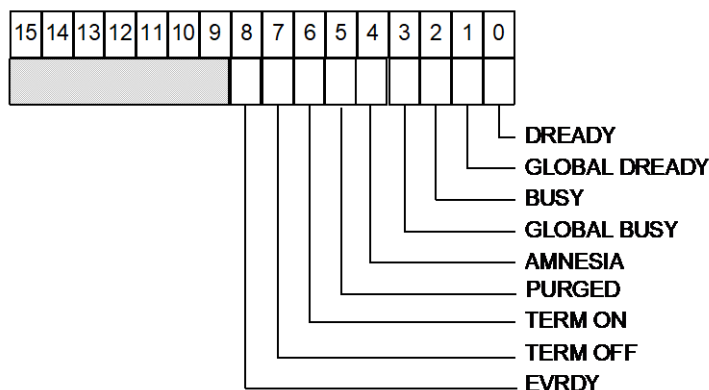 15 14 13 12 11 10 9 8 7 6 5 4 3 2 1 0
DREADY
GLOBAL DREADY
BUSY
GLOBAL BUSY
AMNESIA
PURGED
TERM ON
TERM OFF
EVRDY